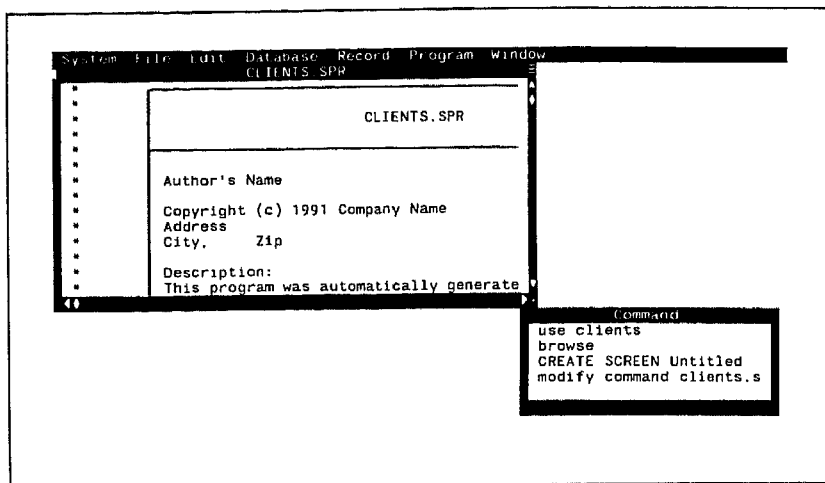 System File Edit Database Record Program Window
CLIENTS.SPR
*
*
* CLIENTS.SPR
*
*
*
* Author's Name
*
* Copyright (c) 1991 Company Name
* Address
* City, Zip
*
* Description:
* This program was automatically generate
Command
use clients
browse
CREATE SCREEN Untitled
modify command clients.s